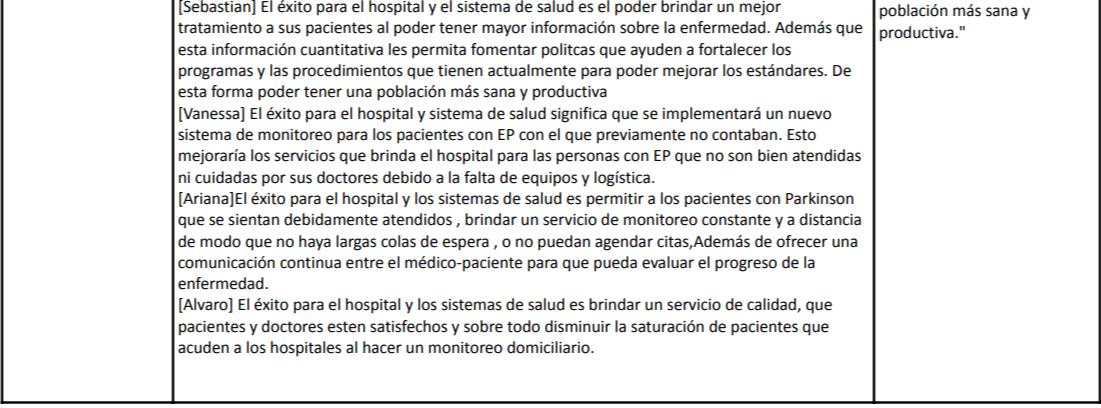 [Sebastian] El éxito para el hospital y el sistema de salud es el poder brindar un mejor
tratamiento a sus pacientes al poder tener mayor información sobre la enfermedad. Además que
esta información cuantitativa les permita fomentar politcas que ayuden a fortalecer los
programas y las procedimientos que tienen actualmente para poder mejorar los estándares. De
esta forma poder tener una población más sana y productiva
[Vanessa] El éxito para el hospital y sistema de salud significa que se implementará un nuevo
sistema de monitoreo para los pacientes con EP con el que previamente no contaban. Esto
mejoraría los servicios que brinda el hospital para las personas con EP que no son bien atendidas
ni cuidadas por sus doctores debido a la falta de equipos y logística.
[Ariana]El éxito para el hospital y los sistemas de salud es permitir a los pacientes con Parkinson
que se sientan debidamente atendidos , brindar un servicio de monitoreo constante y a distancia
de modo que no haya largas colas de espera , o no puedan agendar citas,Además de ofrecer una
comunicación continua entre el médico-paciente para que pueda evaluar el progreso de la
enfermedad.
[Alvaro] El éxito para el hospital y los sistemas de salud es brindar un servicio de calidad, que
pacientes y doctores esten satisfechos y sobre todo disminuir la saturación de pacientes que
acuden a los hospitales al hacer un monitoreo domiciliario.
población más sana y
productiva."